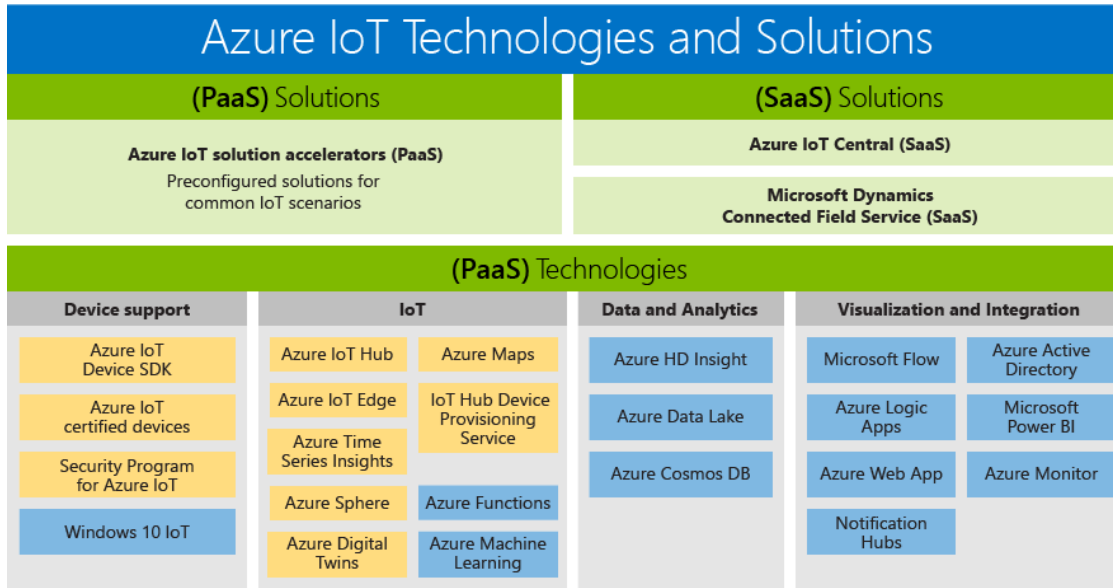 Azure IoT Technologies and Solutions
(PaaS) Solutions
Azure IoT solution accelerators (PaaS)
Preconfigured solutions for
common IoT scenarios
(SaaS) Solutions
Azure IoT Central (SaaS)
Microsoft Dynamics
Connected Field Service (SaaS)
(PaaS) Technologies
Device support
Azure IoT
Device SDK
Azure IoT
certified devices
Security Program
for Azure IoT
Windows 10 IoT
IoT
Azure IoT Hub
Azure IoT Edge
Azure Time
Series Insights
Azure Sphere
Azure Digital
Twins
Azure Maps
IoT Hub Device
Provisioning
Service
Azure Functions
Azure Machine
Learning
Data and Analytics
Azure HD Insight
Azure Data Lake
Azure Cosmos DB
Visualization and Integration
Microsoft Flow
Azure Logic
Apps
Azure Web App
Notification
Hubs
Azure Active
Directory
Microsoft
Power BI
Azure Monitor